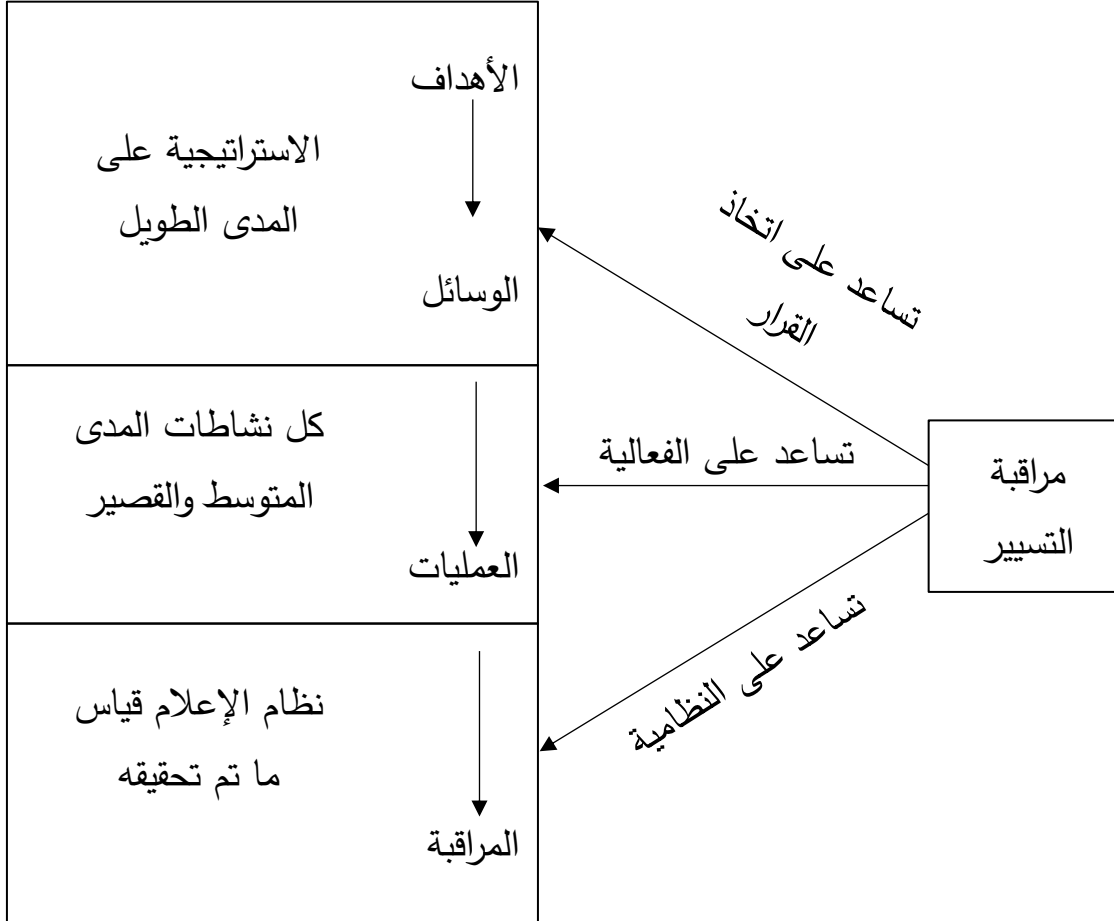 الأهداف
الاستراتيجية على
المدى الطويل
الوسائل
تساعد على اتخاذ
القرار
كل نشاطات المدى
المتوسط والقصير
العمليات
تساعد على الفعالية
مراقبة
التسيير
تساعد على النظامية
نظام الإعلام قياس
ما تم تحقيقه
المراقبة